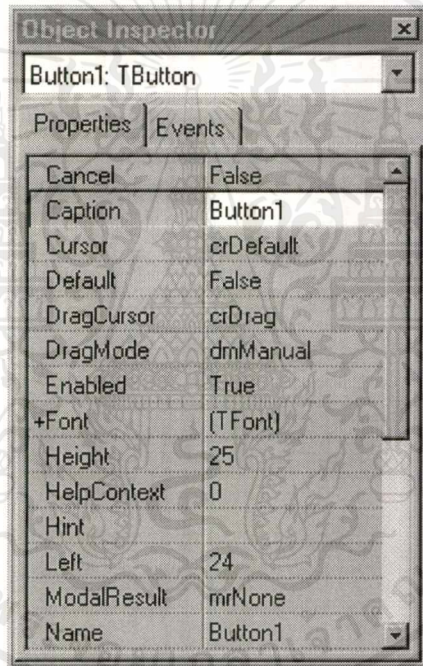 Object Inspector
Button1: TButton
Properties Events
Cancel False
Caption Button1
Cursor crDefault
Default False
DragCursor crDrag
DragMode dmManual
Enabled True
+Font (TFont)
Height 25
HelpContext 0
Hint
Left 24
ModalResult mrNone
Name Button1